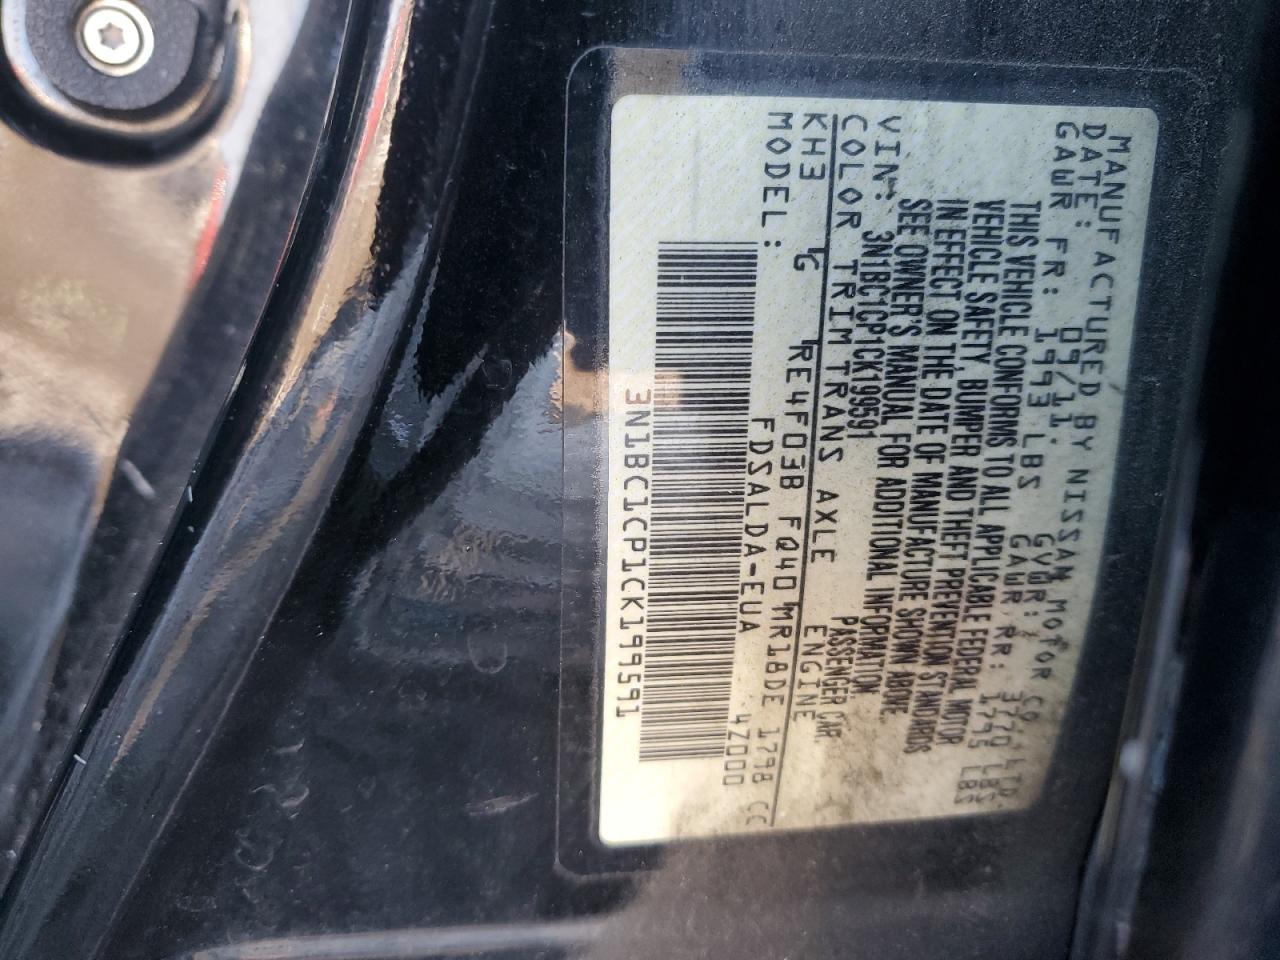 MANUFACTURED BY NISSAN MOTOR CO., LTD.
DATE: 09/11. GVWR: 3770 LBS
GAWR FR: 1993 LBS GAWR RR: 1795 LBS
THIS VEHICLE CONFORMS TO ALL APPLICABLE FEDERAL MOTOR
VEHICLE SAFETY, BUMPER AND THEFT PREVENTION STANDARDS
IN EFFECT ON THE DATE OF MANUFACTURE SHOWN ABOVE.
SEE OWNER'S MANUAL FOR ADDITIONAL INFORMATION
VIN: 3N1BC1CP1CK199591 PASSENGER CAR
COLOR TRIM TRANS AXLE ENGINE
KH3 G RE4F03B FQ40 MR18DE 1798 CC
MODEL: FDSALDA-EUA 4Z000
3N1BC1CP1CK199591